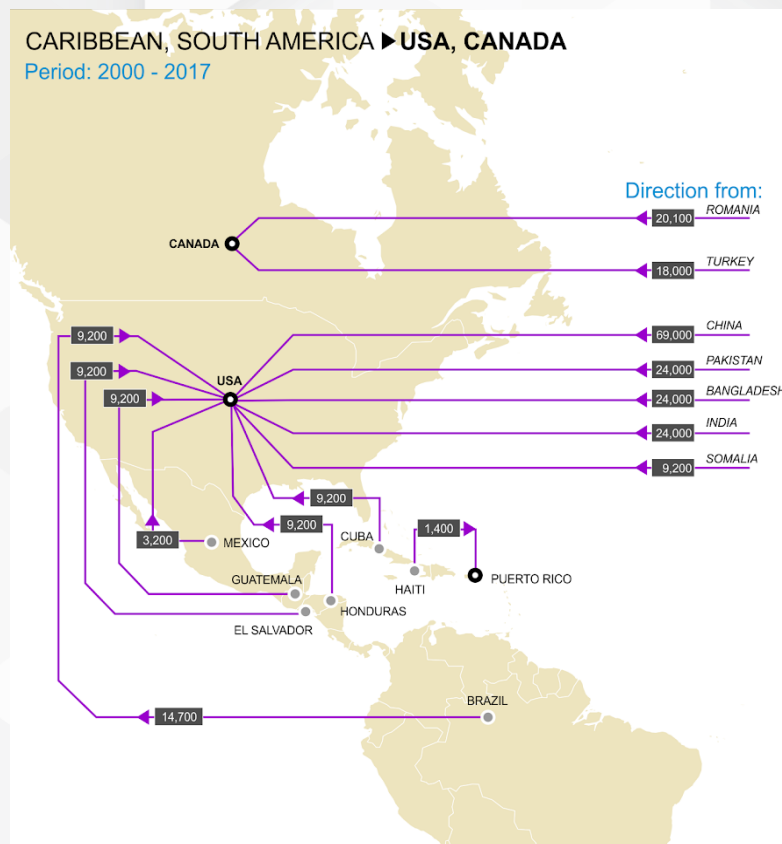 CARIBBEAN, SOUTH AMERICA ▶ USA, CANADA
Period: 2000 - 2017
Direction from:
ROMANIA
20,100
CANADA
TURKEY
18,000
CHINA
9,200
69,000
PAKISTAN
9,200
24,000
USA
BANGLADESH
9,200
24,000
INDIA
24,000
SOMALIA
9,200
9,200
9,200
1,400
CUBA
3,200
MEXICO
GUATEMALA
HAITI
PUERTO RICO
HONDURAS
EL SALVADOR
BRAZIL
14,700